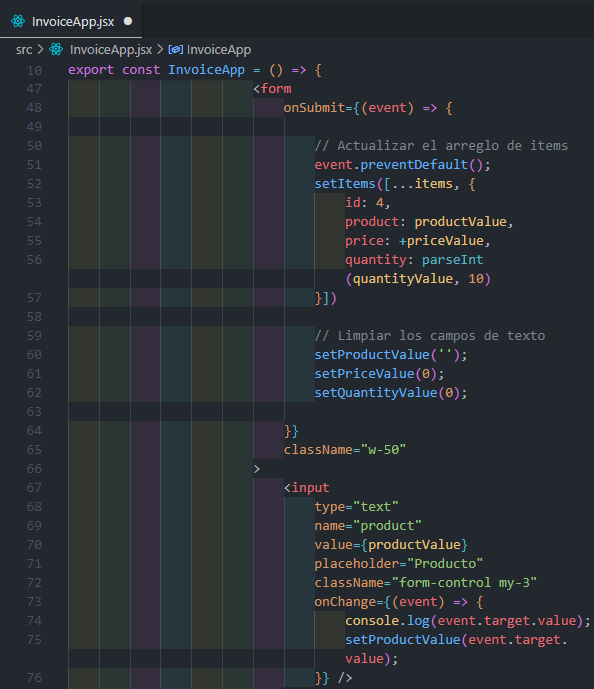 InvoiceApp.jsx
src > InvoiceApp.jsx > InvoiceApp
10 export const InvoiceApp = () => {
47 <form
48 onSubmit={(event) => {
49
50 // Actualizar el arreglo de items
51 event.preventDefault();
52 setItems([...items, {
53 id: 4,
54 product: productValue,
55 price: +priceValue,
56 quantity: parseInt
(quantityValue, 10)
57 }])
58
59 // Limpiar los campos de texto
60 setProductValue('');
61 setPriceValue(0);
62 setQuantityValue(0);
63
64 }}
65 className="w-50"
66 >
67 <input
68 type="text"
69 name="product"
70 value={productValue}
71 placeholder="Producto"
72 className="form-control my-3"
73 onChange={(event) => {
74 console.log(event.target.value);
75 setProductValue(event.target.
value);
76 }} />